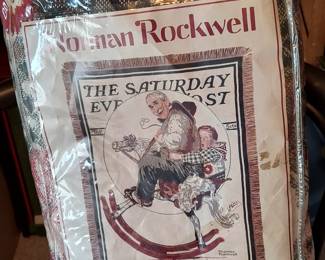 Norman Rockwell
THE SATURDAY
EVE POST